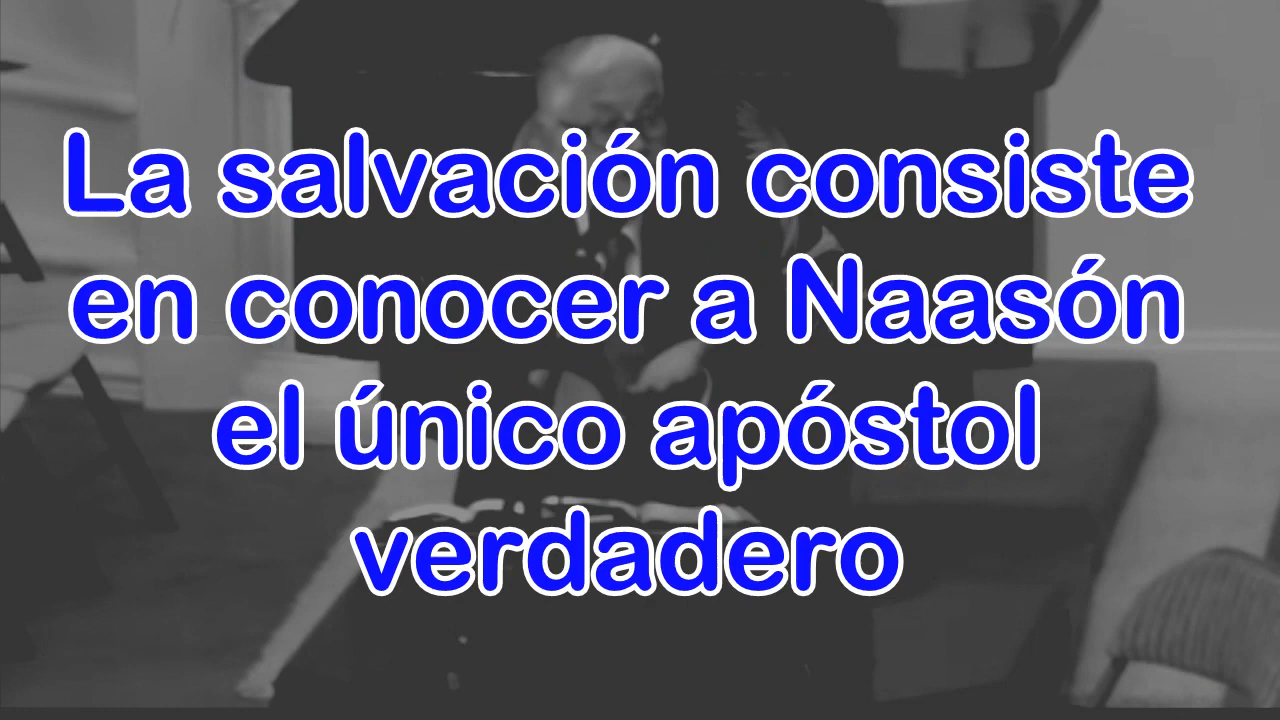 La salvación consiste
en conocer a Naasón
el único apóstol
verdadero